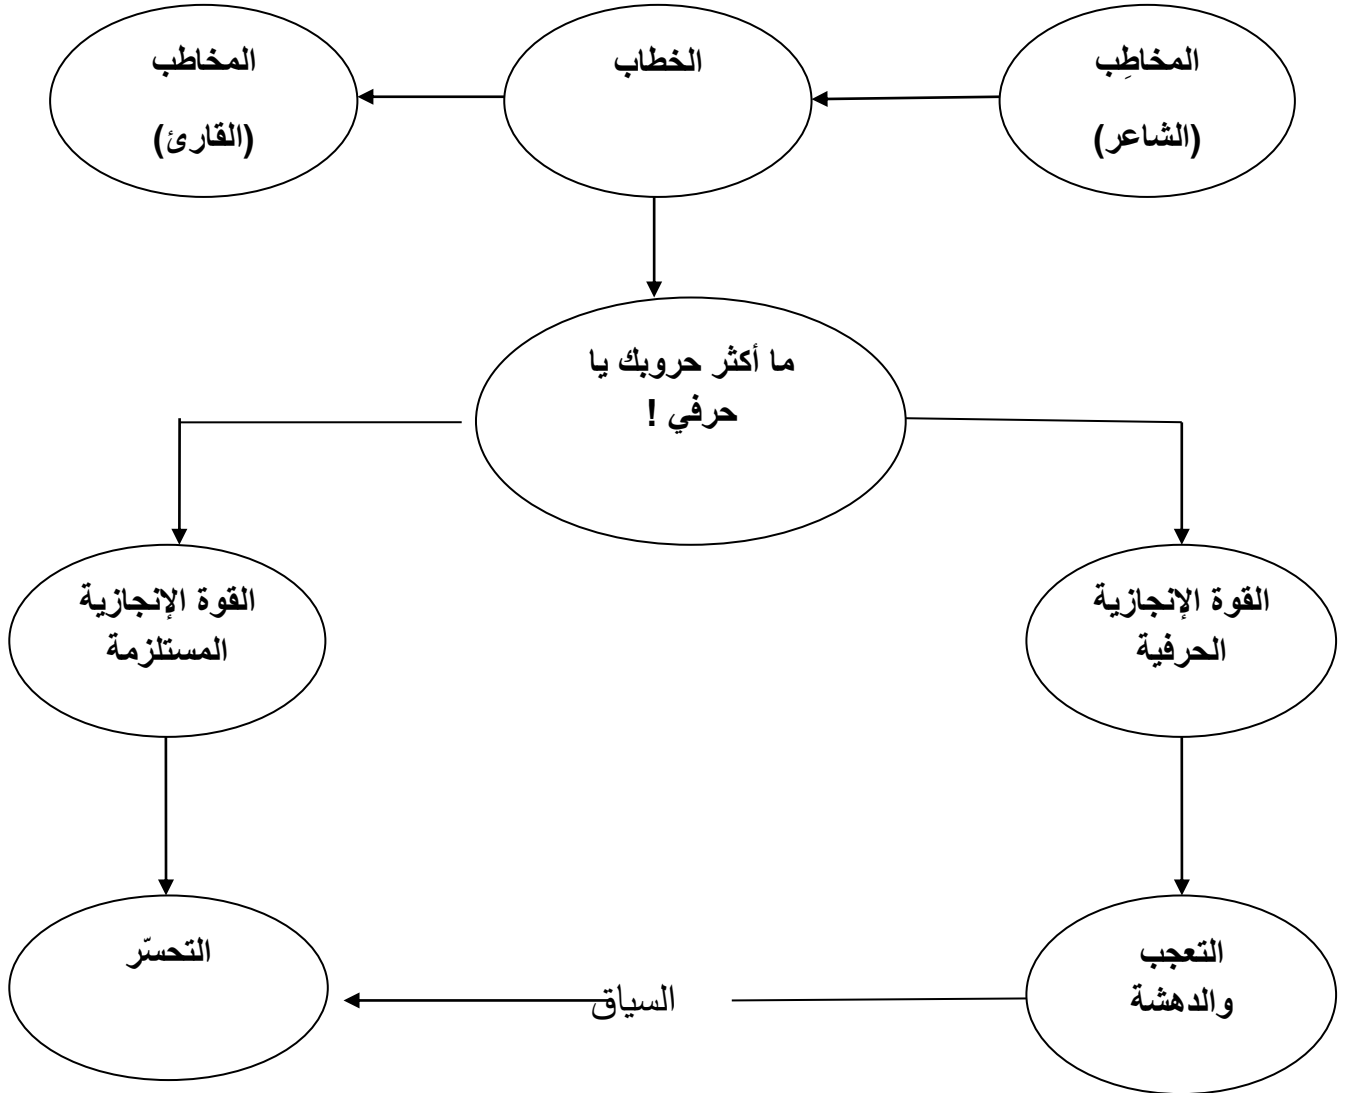 المخاطِب
(الشاعر)
الخطاب
المخاطب
(القارئ)
ما أكثر حروبك يا
حرفي !
القوة الإنجازية
الحرفية
القوة الإنجازية
المستلزمة
التعجب
والدهشة
السياق
التحسّر